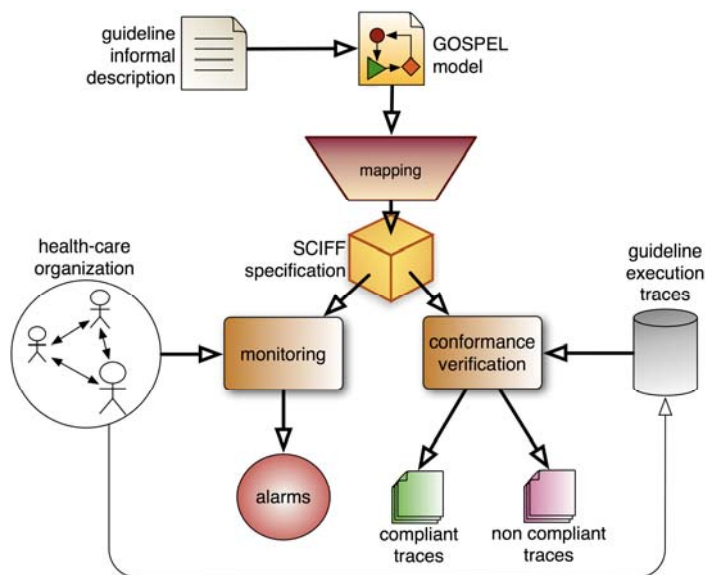 guideline
informal
description
GOSPEL
model
mapping
health-care
organization
SCIFF
specification
guideline
execution
traces
monitoring
conformance
verification
alarms
compliant
traces
non compliant
traces